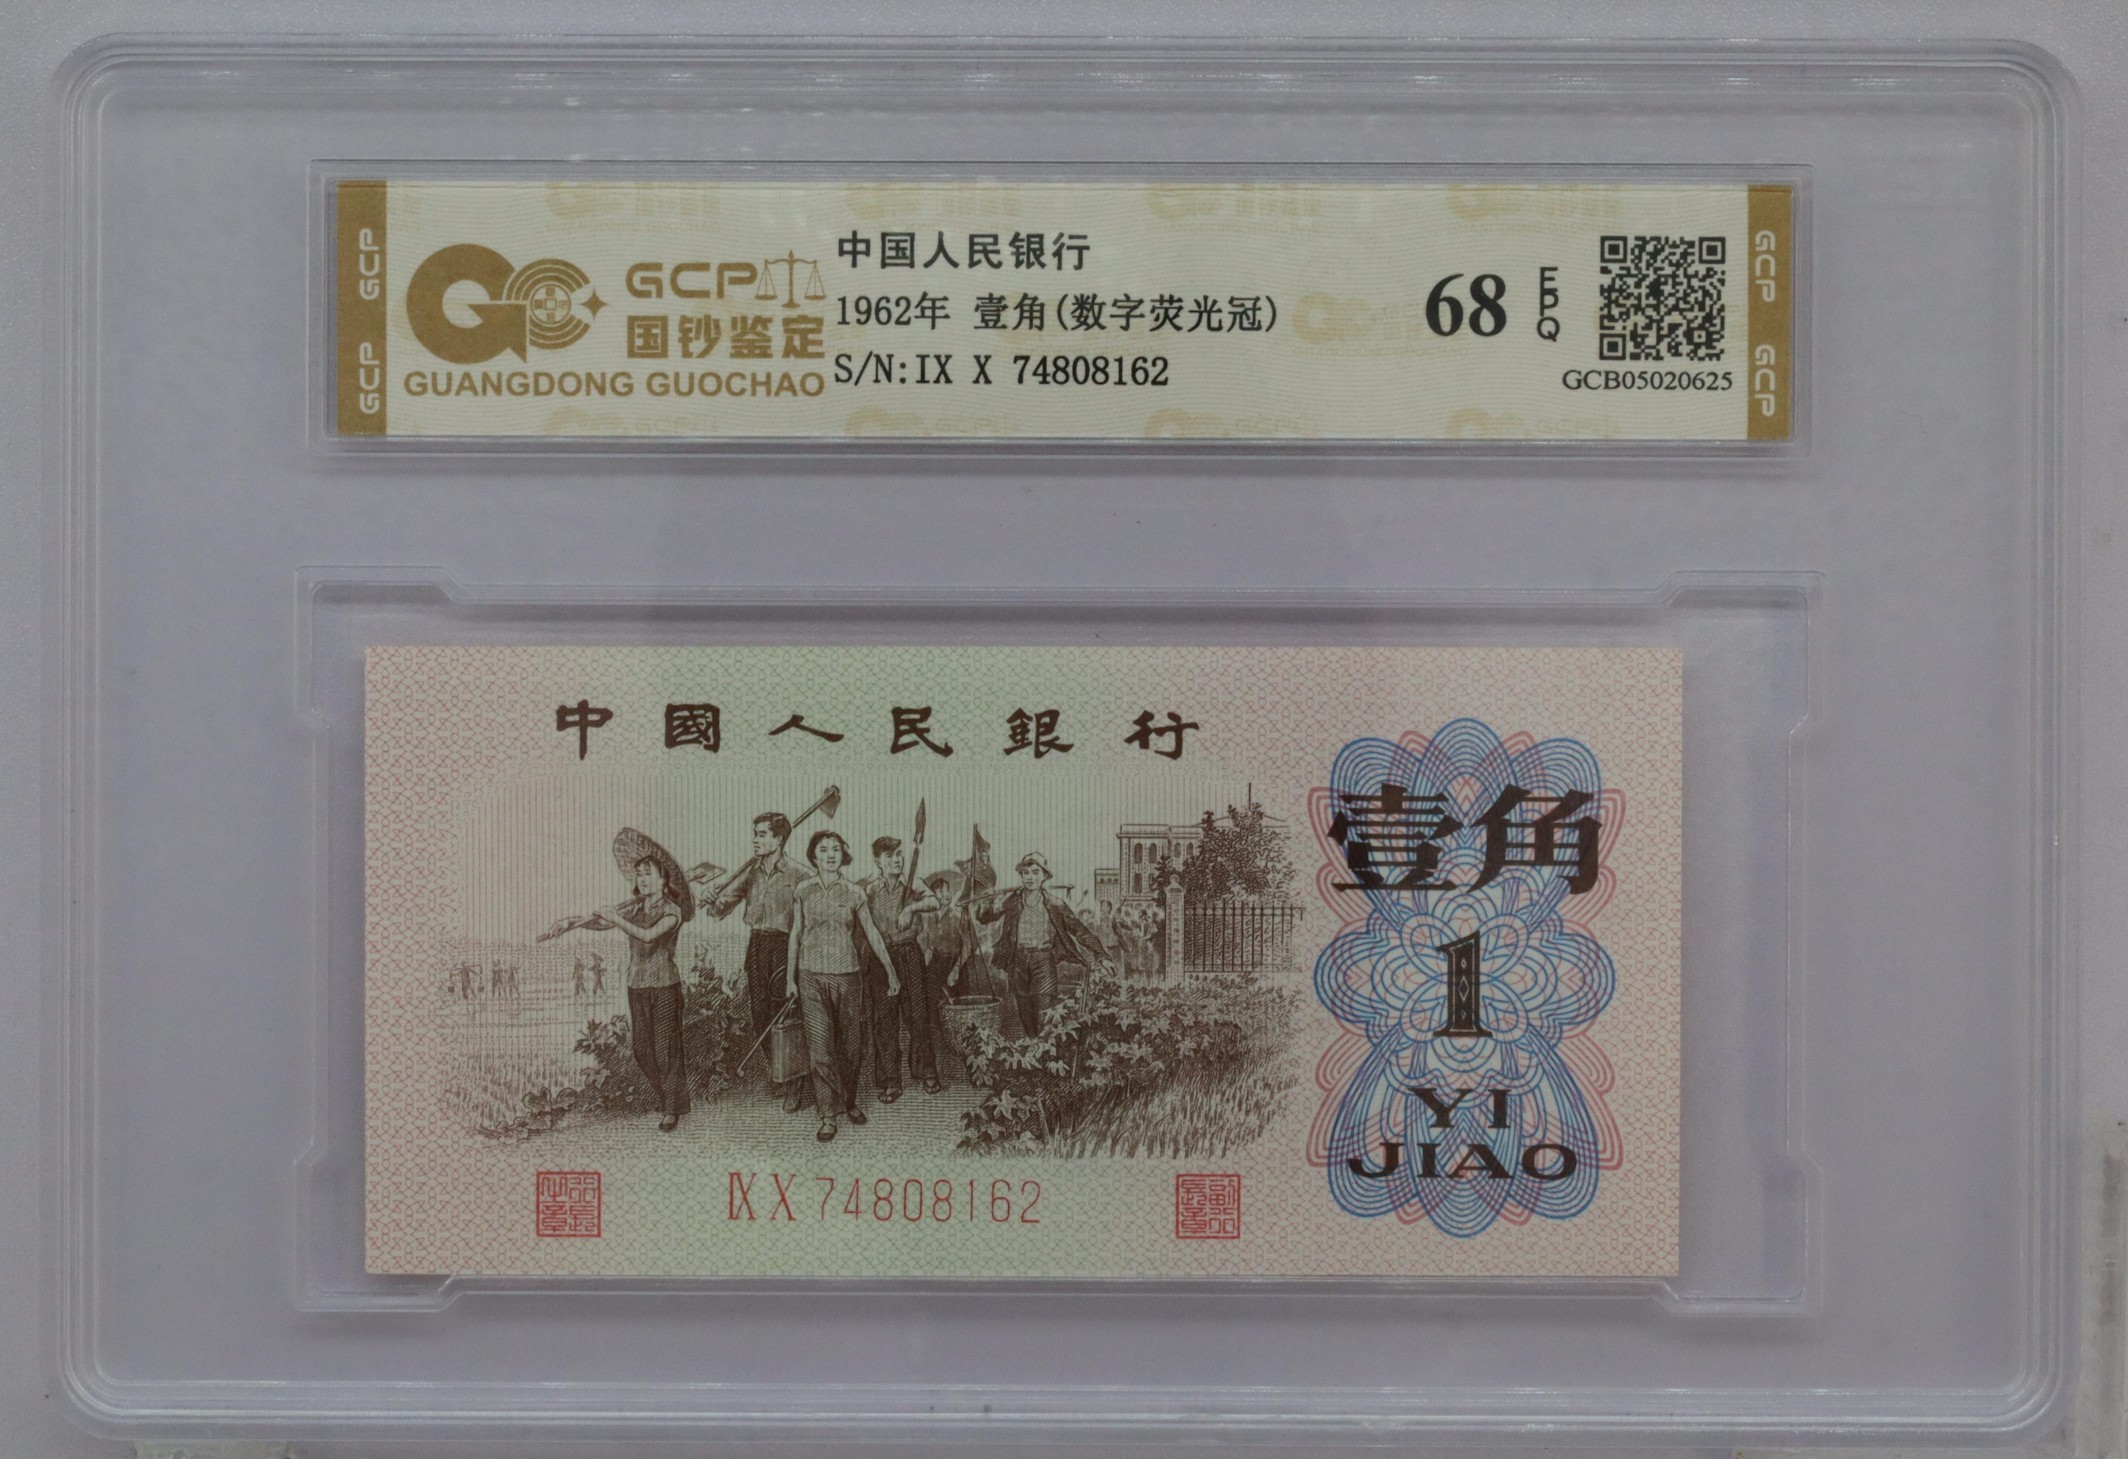 GCP
GCP
GCP
国钞鉴定
GUANGDONG GUOCHAO
中国人民银行
1962年 壹角(数字荧光冠)
S/N:IX X 74808162
68
EPQ
GCB05020625
GCP
GCP
中國人民銀行
壹角
1
YI
JIAO
ⅨⅩ74808162